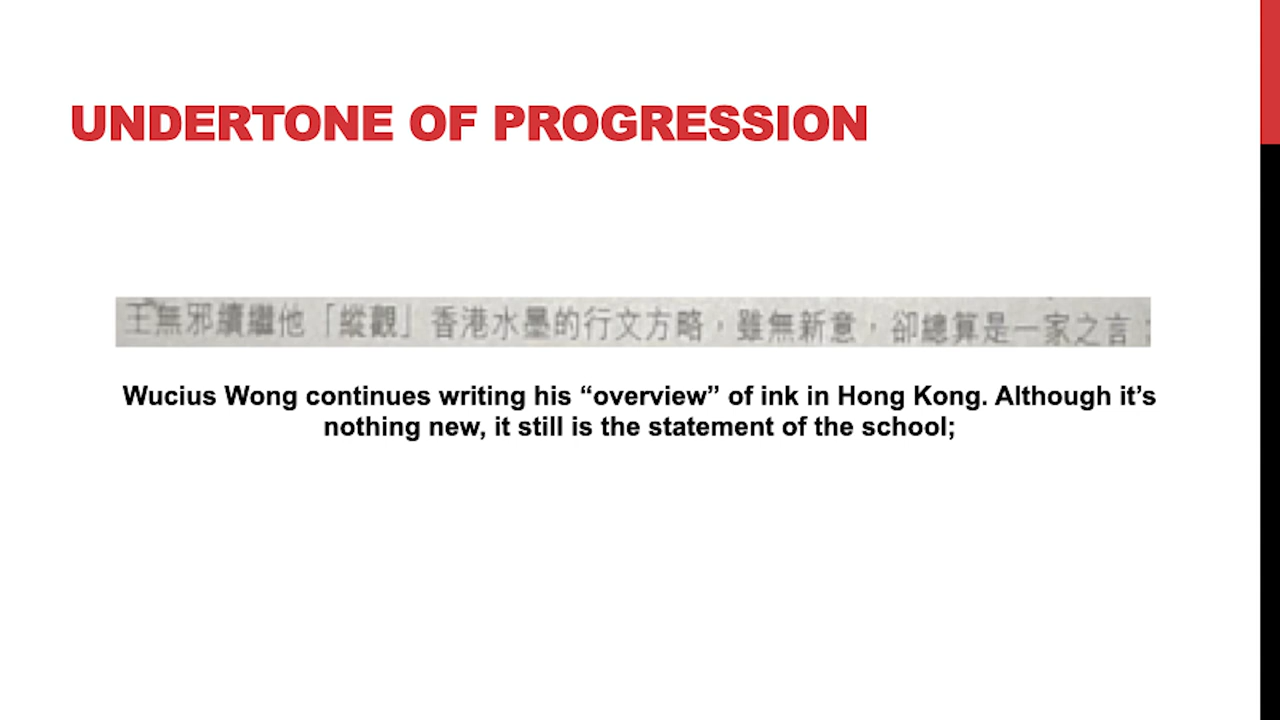 UNDERTONE OF PROGRESSION
王無邪續繼他「縱觀」香港水墨的行文方略，雖無新意，卻總算是一家之言；
Wucius Wong continues writing his “overview” of ink in Hong Kong. Although it’s
nothing new, it still is the statement of the school;